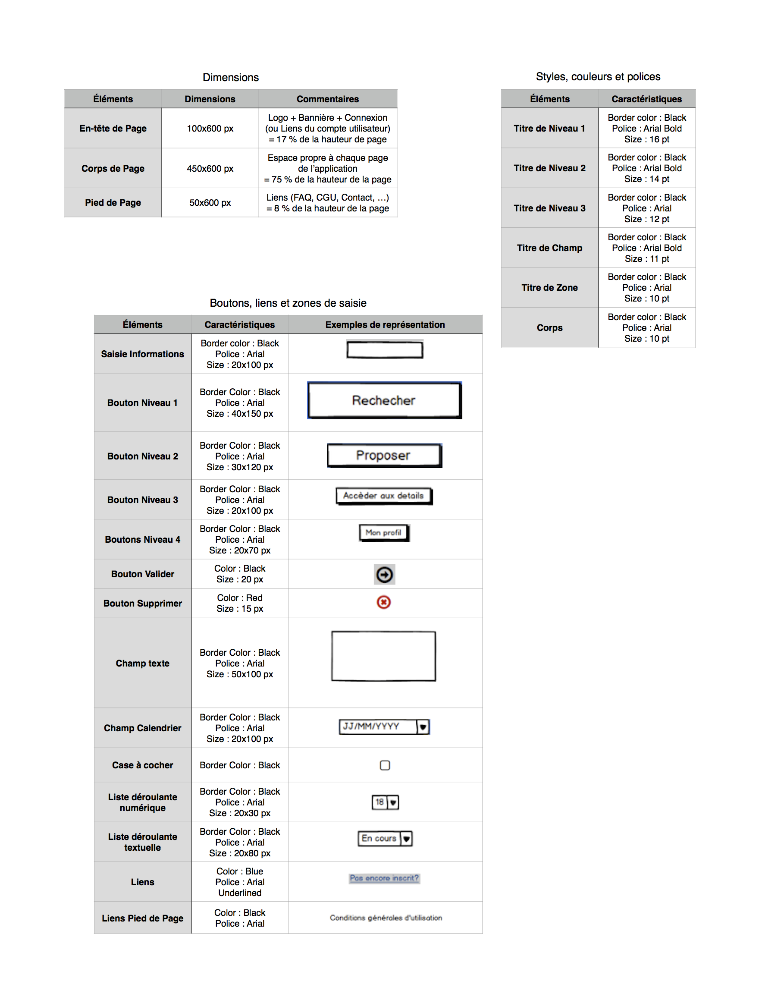 Dimensions
Éléments Dimensions Commentaires
En-tête de Page 100x600 px Logo + Bannière + Connexion
(ou Liens du compte utilisateur)
= 17 % de la hauteur de page
Corps de Page 450x600 px Espace propre à chaque page
de l'application
= 75 % de la hauteur de la page
Pied de Page 50x600 px Liens (FAQ, CGU, Contact, …)
= 8 % de la hauteur de la page
Styles, couleurs et polices
Éléments Caractéristiques
Titre de Niveau 1 Border color : Black
Police : Arial Bold
Size : 16 pt
Titre de Niveau 2 Border color : Black
Police : Arial Bold
Size : 14 pt
Titre de Niveau 3 Border color : Black
Police : Arial
Size : 12 pt
Titre de Champ Border color : Black
Police : Arial Bold
Size : 11 pt
Titre de Zone Border color : Black
Police : Arial
Size : 10 pt
Corps Border color : Black
Police : Arial
Size : 10 pt
Boutons, liens et zones de saisie
Éléments Caractéristiques Exemples de représentation
Saisie Informations Border color : Black
Police : Arial
Size : 20x100 px
Bouton Niveau 1 Border Color : Black
Police : Arial
Size : 40x150 px
Rechecher
Bouton Niveau 2 Border Color : Black
Police : Arial
Size : 30x120 px
Proposer
Bouton Niveau 3 Border Color : Black
Police : Arial
Size : 20x100 px
Accèder aux details
Boutons Niveau 4 Border Color : Black
Police : Arial
Size : 20x70 px
Mon profil
Bouton Valider Color : Black
Size : 20 px
Bouton Supprimer Color : Red
Size : 15 px
Champ texte Border Color : Black
Police : Arial
Size : 50x100 px
Champ Calendrier Border Color : Black
Police : Arial
Size : 20x100 px
JJ/MM/YYYY
Case à cocher Border Color : Black
Liste déroulante
numérique
Border Color : Black
Police : Arial
Size : 20x30 px
18
Liste déroulante
textuelle
Border Color : Black
Police : Arial
Size : 20x80 px
En cours
Liens Color : Blue
Police : Arial
Underlined
Pas encore inscrit?
Liens Pied de Page Color : Black
Police : Arial
Conditions générales d'utilisation